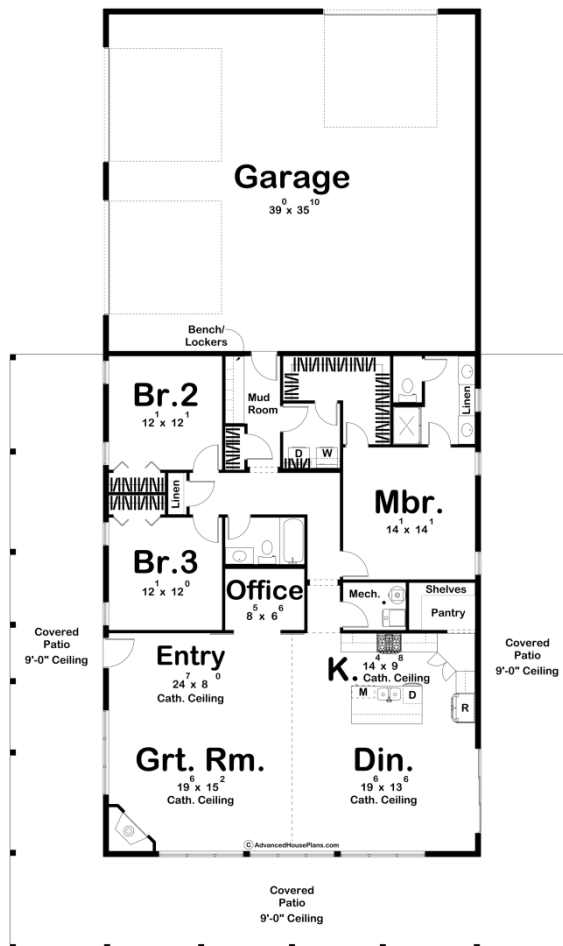 Garage
39⁰ x 35¹⁰
Bench/
Lockers
Br.2
12¹ x 12¹
Mud
Room
Linen
D
W
Linen
Mbr.
14¹ x 14¹
Br.3
12¹ x 12⁰
Office
8⁵ x 6⁶
Mech.
Shelves
Pantry
Covered
Patio
9'-0" Ceiling
Entry
24⁷ x 8⁰
Cath. Ceiling
K.
14⁴ x 9⁸
Cath. Ceiling
M
D
R
Covered
Patio
9'-0" Ceiling
Grt. Rm.
19⁶ x 15²
Cath. Ceiling
Din.
19⁶ x 13⁶
Cath. Ceiling
© AdvancedHousePlans.com
Covered
Patio
9'-0" Ceiling